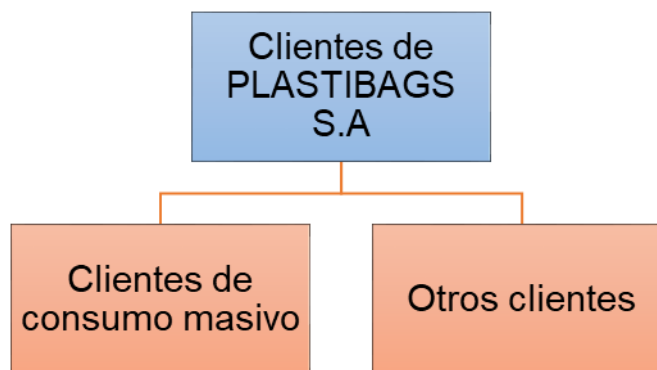 Clientes de
PLASTIBAGS
S.A
Clientes de
consumo masivo
Otros clientes